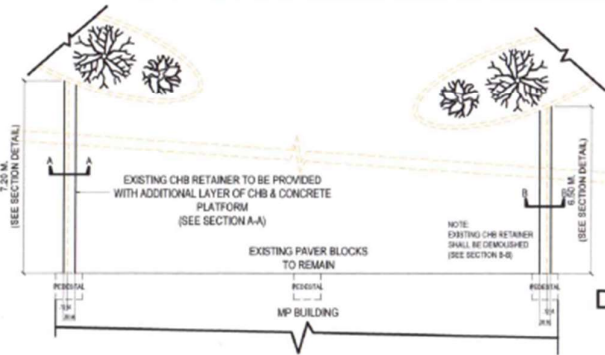 7.20 M.
(SEE SECTION DETAIL)
A A
EXISTING CHB RETAINER TO BE PROVIDED
WITH ADDITIONAL LAYER OF CHB & CONCRETE
PLATFORM
(SEE SECTION A-A)
B B
6.50 M.
(SEE SECTION DETAIL)
NOTE:
EXISTING CHB RETAINER
SHALL BE DEMOLISHED
(SEE SECTION B-B)
EXISTING PAVER BLOCKS
TO REMAIN
PEDESTAL PEDESTAL PEDESTAL
MP BUILDING